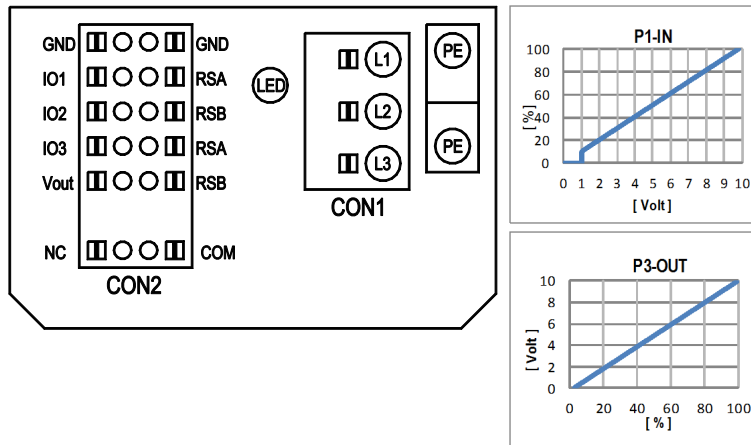 GND GND
IO1 RSA
IO2 RSB
IO3 RSA
Vout RSB
NC COM
CON2
LED
L1
L2
L3
CON1
PE
PE
P1-IN
[ % ]
100
80
60
40
20
0
0 1 2 3 4 5 6 7 8 9 10
[ Volt ]
P3-OUT
[ Volt ]
10
8
6
4
2
0
0 20 40 60 80 100
[ % ]